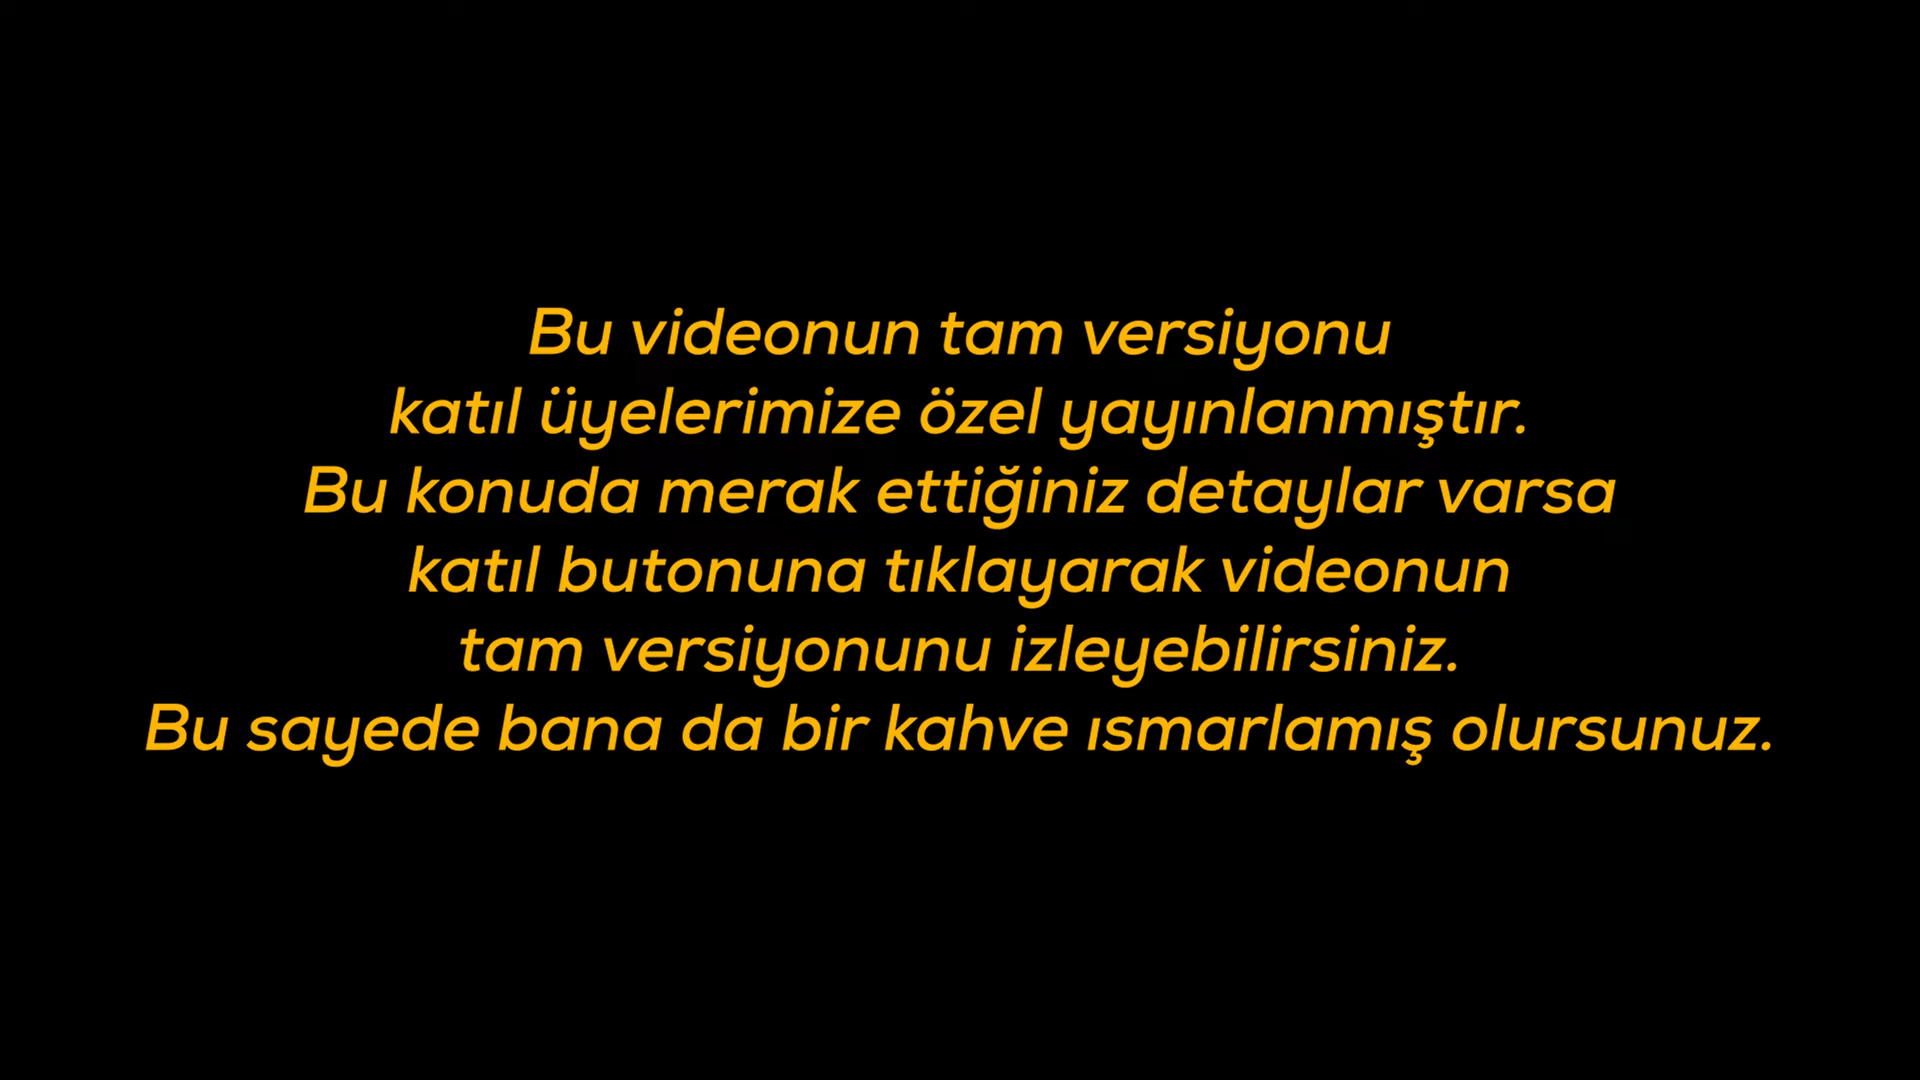 Bu videonun tam versiyonu
katıl üyelerimize özel yayınlanmıştır.
Bu konuda merak ettiğiniz detaylar varsa
katıl butonuna tıklayarak videonun
tam versiyonunu izleyebilirsiniz.
Bu sayede bana da bir kahve ısmarlamış olursunuz.